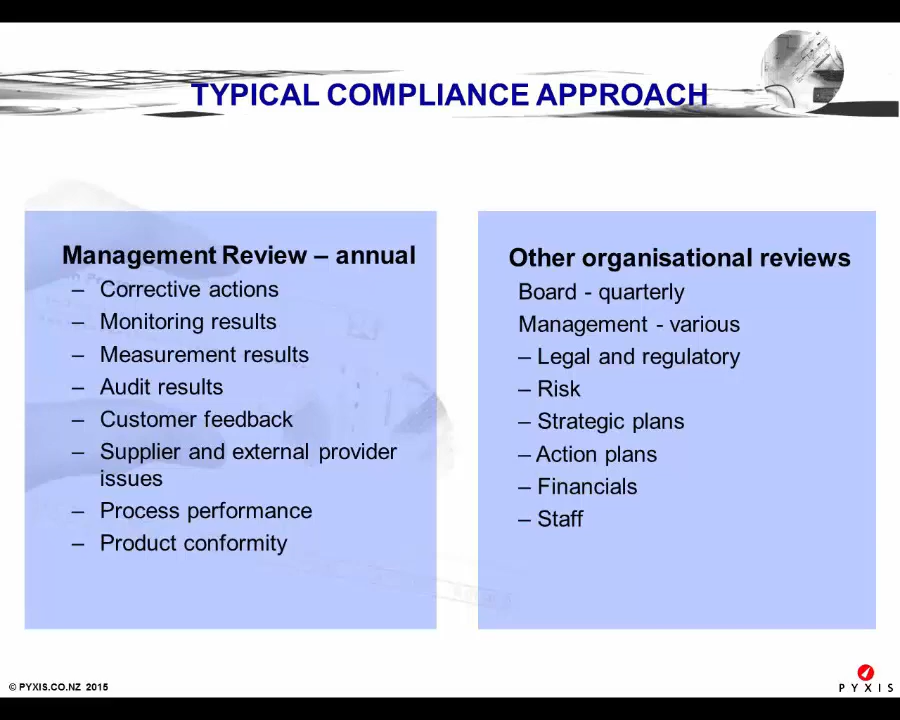 TYPICAL COMPLIANCE APPROACH
Management Review – annual
– Corrective actions
– Monitoring results
– Measurement results
– Audit results
– Customer feedback
– Supplier and external provider
issues
– Process performance
– Product conformity
Other organisational reviews
Board - quarterly
Management - various
– Legal and regulatory
– Risk
– Strategic plans
– Action plans
– Financials
– Staff
© PYXIS.CO.NZ 2015
PYXIS